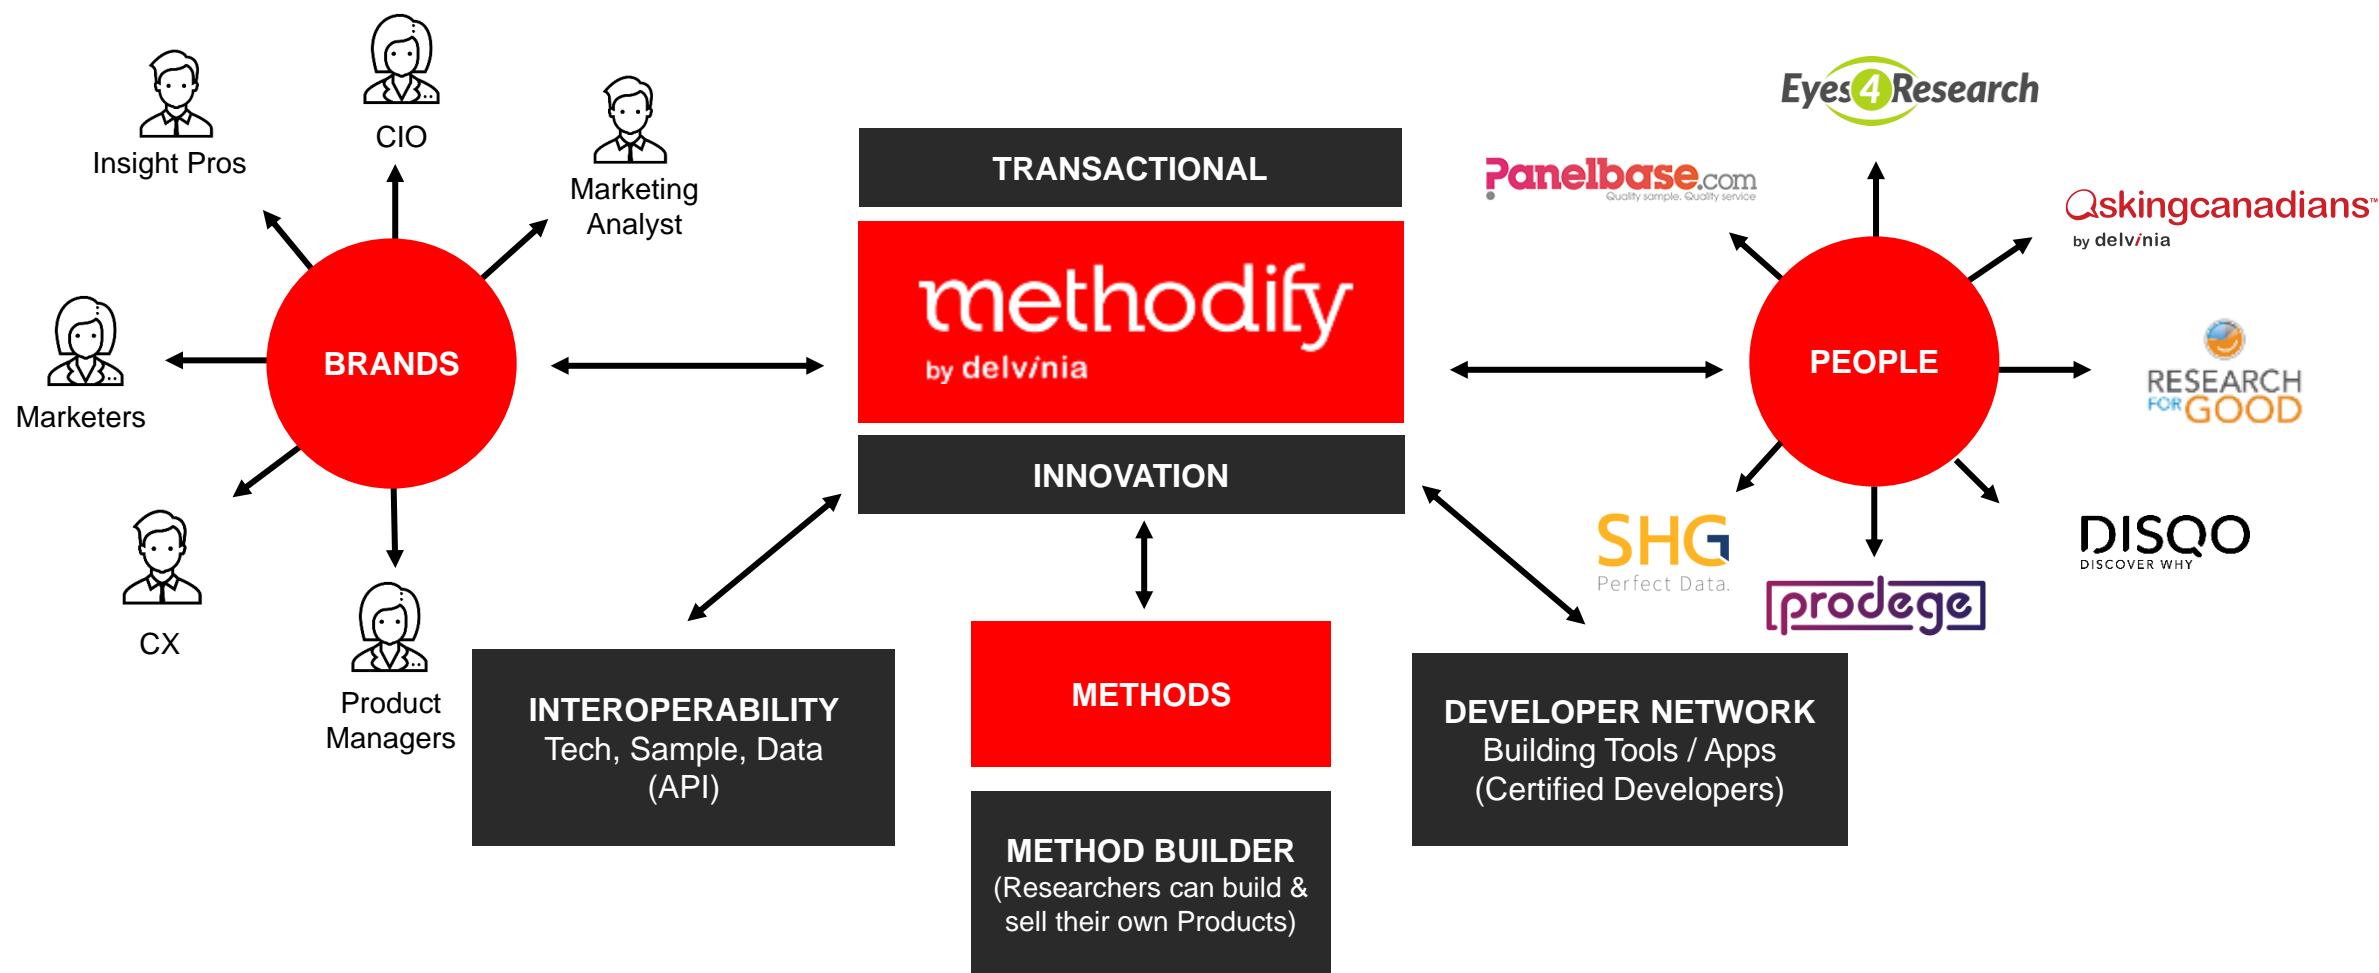 CIO
Insight Pros
Marketing
Analyst
BRANDS
Marketers
CX
Product
Managers
TRANSACTIONAL
methodify
by delvinia
INNOVATION
INTEROPERABILITY
Tech, Sample, Data
(API)
METHODS
METHOD BUILDER
(Researchers can build &
sell their own Products)
DEVELOPER NETWORK
Building Tools / Apps
(Certified Developers)
Eyes4Research
Panelbase.com
Quality sample. Quality service
askingcanadians™
by delvinia
PEOPLE
RESEARCH
FOR GOOD
SHG
Perfect Data.
DISQO
DISCOVER WHY
prodege